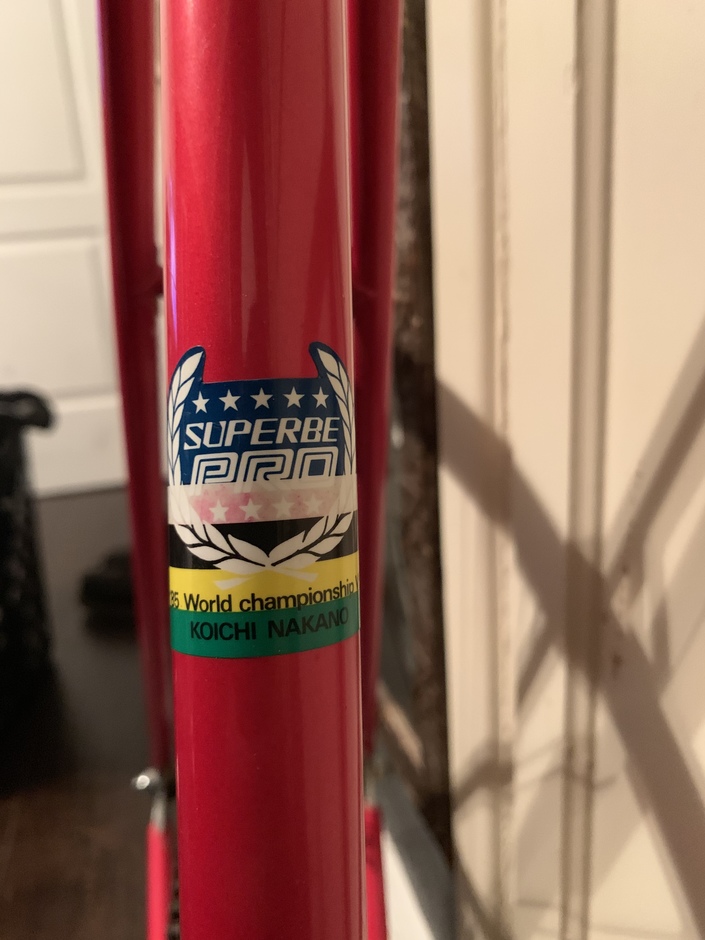 SUPERBE
PRO
85 World championship
KOICHI NAKANO